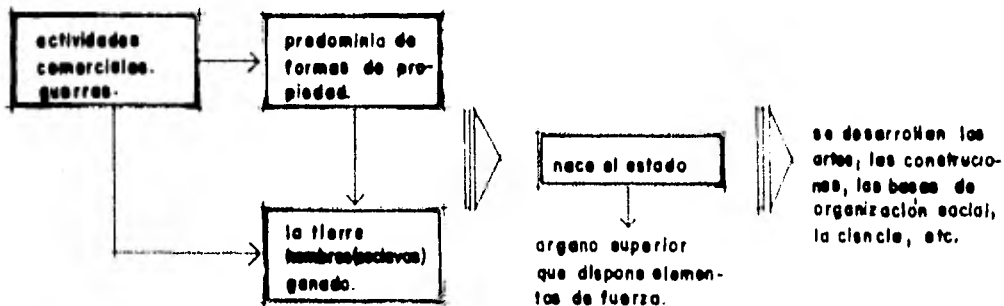 actividades
comerciales.
guerras.
predominio de
formas de pro-
piedad.
la tierra
hombres(esclavos)
ganado.
nace el estado
organo superior
que dispone elemen-
tos de fuerza.
se desarrollan las
artes, las construcio-
nes, las bases de
organización social,
la ciencia, etc.